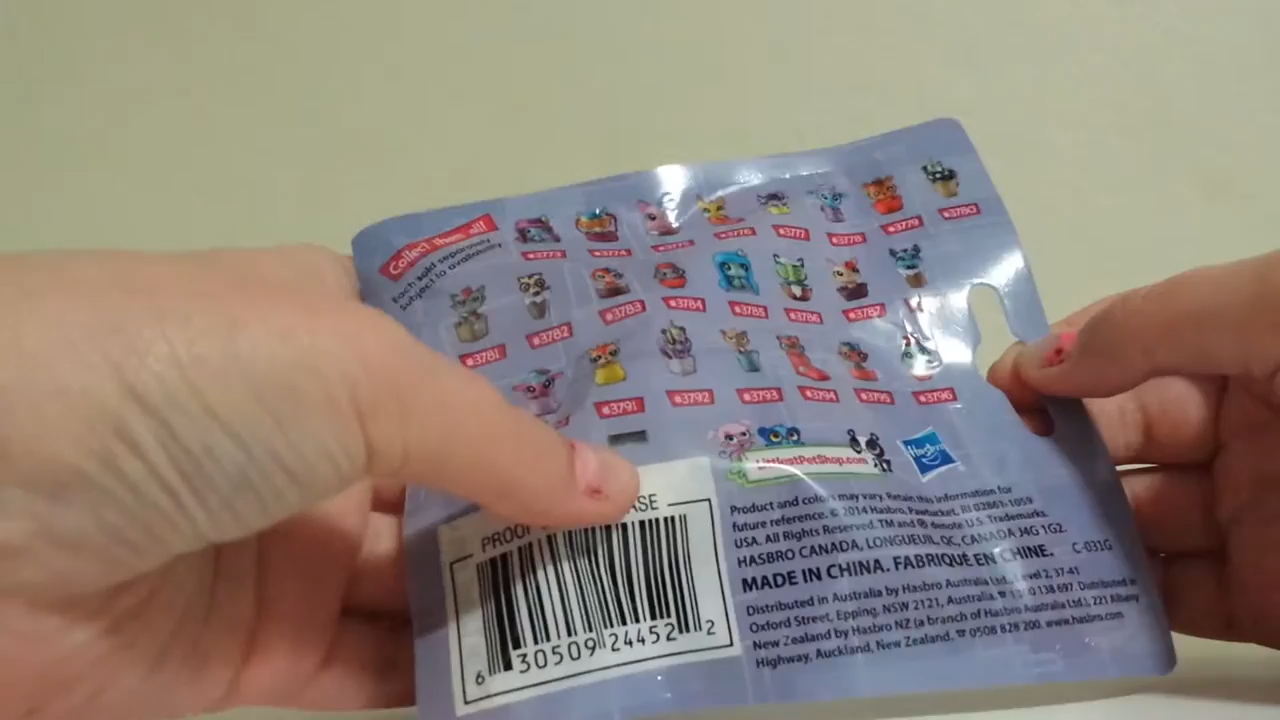 Collect them all!
Each sold separately
subject to availability
#3773 #3774 #3775 #3776 #3777 #3778 #3779 #3780
#3781 #3782 #3783 #3784 #3785 #3786 #3787
#3791 #3792 #3793 #3794 #3795 #3796
LittlestPetShop.com
Hasbro
PROOF
Product and colors may vary. Retain this information for
future reference. © 2014 Hasbro, Pawtucket, RI 02861-1059
USA. All Rights Reserved. TM and ® denote U.S. Trademarks.
HASBRO CANADA, LONGUEUIL, QC, CANADA J4G 1G2.
MADE IN CHINA. FABRIQUÉ EN CHINE. C-031G
Distributed in Australia by Hasbro Australia Ltd., Level 2, 37-41
Oxford Street, Epping, NSW 2121, Australia. 138 697. Distributed in
New Zealand by Hasbro NZ (a branch of Hasbro Australia Ltd.), 221 Albany
Highway, Auckland, New Zealand, ☎ 0508 828 200. www.hasbro.com
6 30509 24452 2